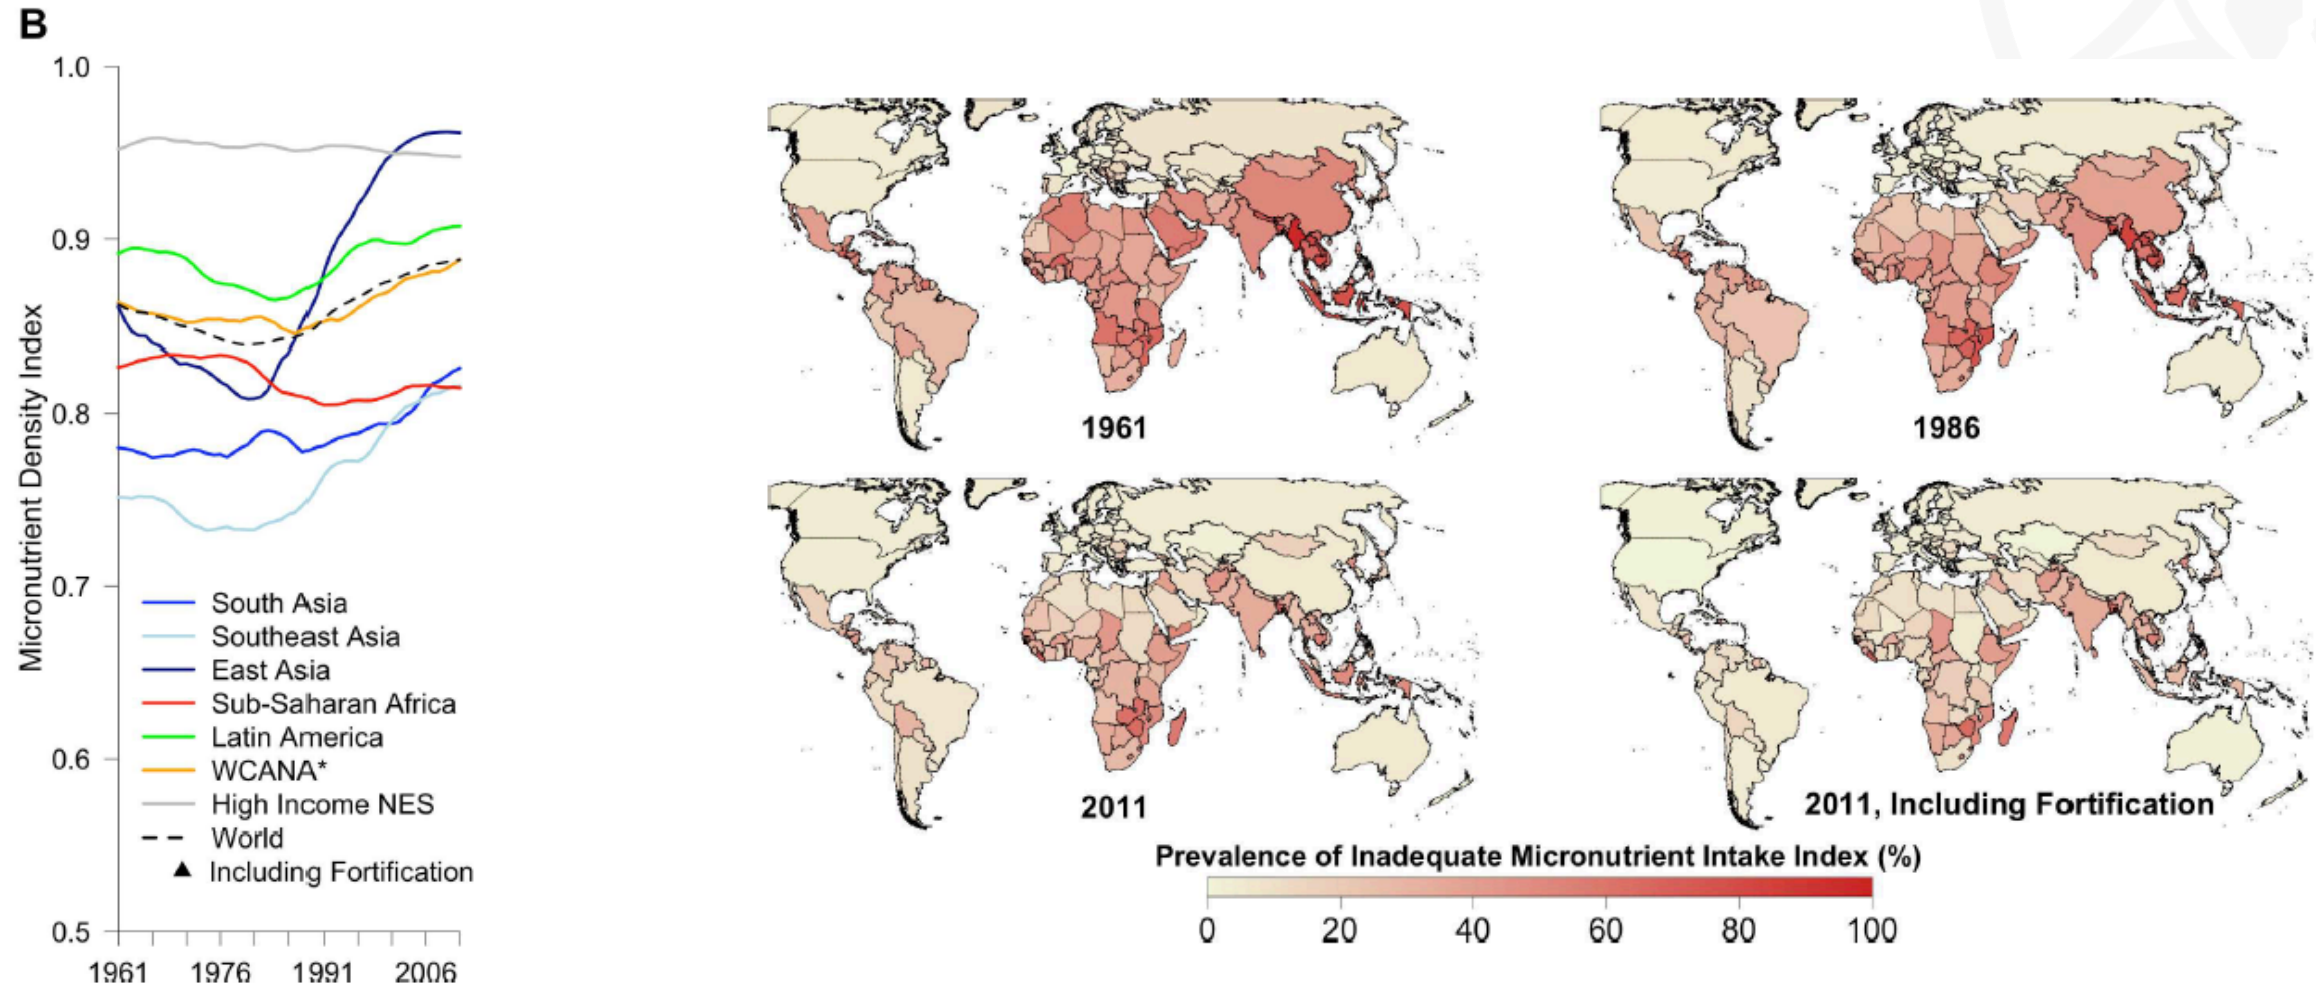 B
1.0
0.9
0.8
0.7
0.6
0.5
Micronutrient Density Index
South Asia
Southeast Asia
East Asia
Sub-Saharan Africa
Latin America
WCANA*
High Income NES
World
Including Fortification
1961 1976 1991 2006
1961
1986
2011
2011, Including Fortification
Prevalence of Inadequate Micronutrient Intake Index (%)
0 20 40 60 80 100